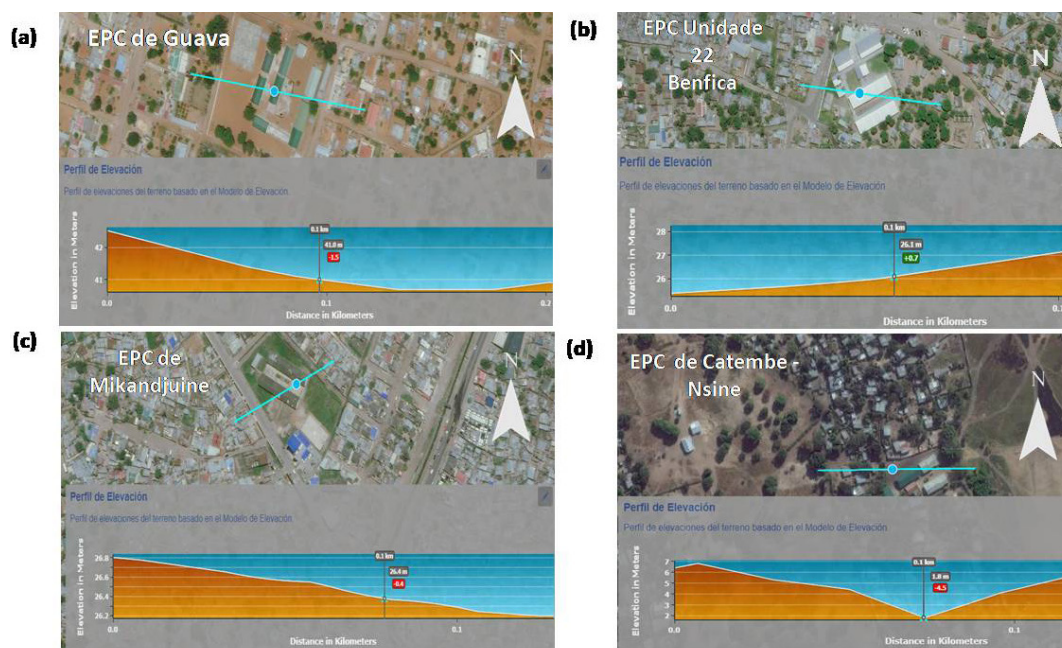 (a)
EPC de Guava
N
Perfil de Elevación
Perfil de elevaciones del terreno basado en el Modelo de Elevación.
Elevation in Meters
42
41
0.1 km
41.0 m
-1.5
0.0
0.1
0.2
Distance in Kilometers
(b)
EPC Unidade
22
Benfica
N
Perfil de Elevación
Perfil de elevaciones del terreno basado en el Modelo de Elevación
Elevation in Meters
28
27
26
0.1 km
26.1 m
+0.7
0.0
0.1
Distance in Kilometers
(c)
EPC de
Mikandjuine
N
Perfil de Elevación
Perfil de elevaciones del terreno basado en el Modelo de Elevación.
Elevation in Meters
26.8
26.6
26.4
26.2
0.1 km
26.4 m
-0.4
0.0
0.1
Distance in Kilometers
(d)
EPC de Catembe -
Nsine
N
Perfil de Elevación
Perfil de elevaciones del terreno basado en el Modelo de Elevación.
Elevation in Meters
7
6
5
4
3
2
0.1 km
1.8 m
-4.5
0.0
0.1
Distance in Kilometers